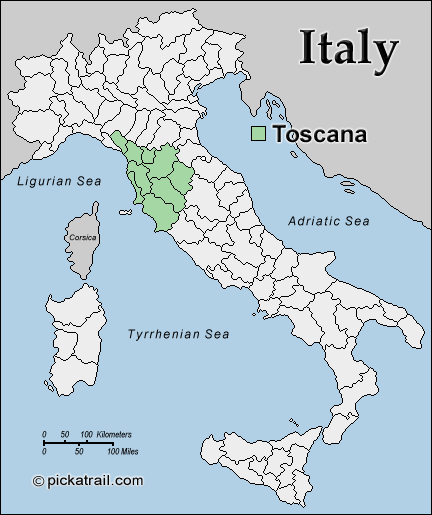 Italy
Toscana
Ligurian Sea
Adriatic Sea
Corsica
Tyrrhenian Sea
0 50 100 Kilometers
0 50 100 Miles
© pickatrail.com